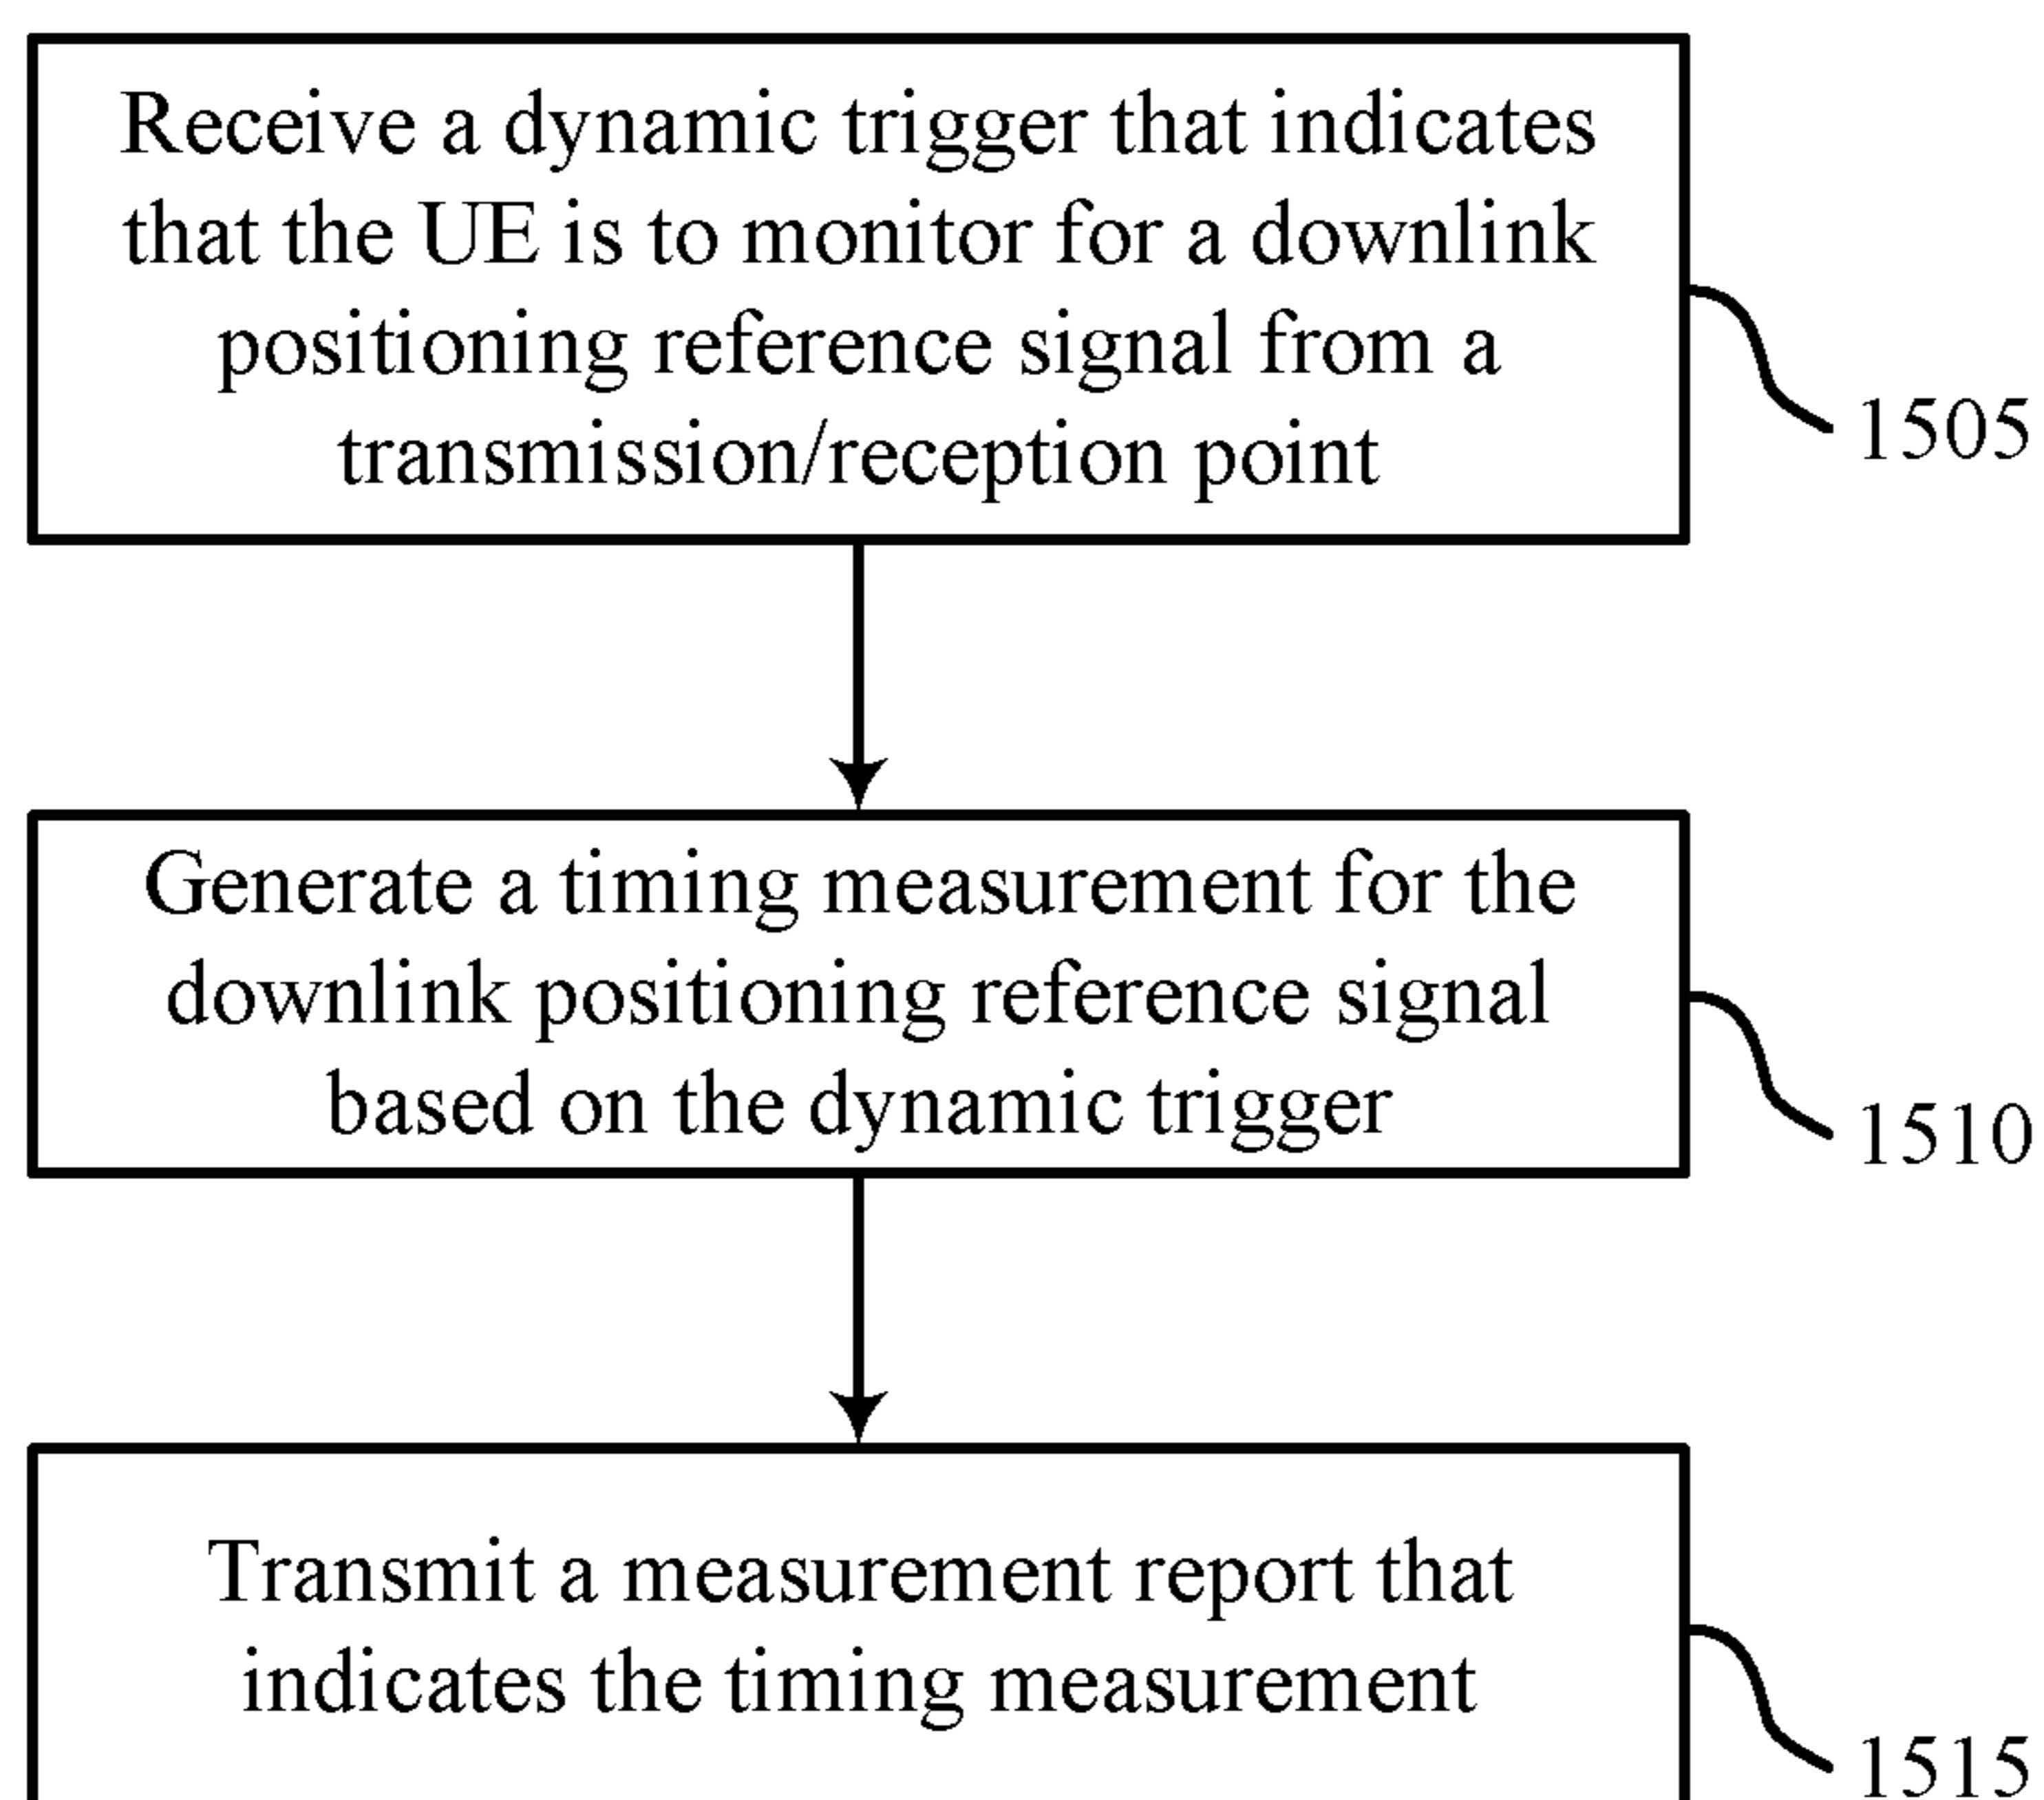 Receive a dynamic trigger that indicates
that the UE is to monitor for a downlink
positioning reference signal from a
transmission/reception point
1505
Generate a timing measurement for the
downlink positioning reference signal
based on the dynamic trigger
1510
Transmit a measurement report that
indicates the timing measurement
1515